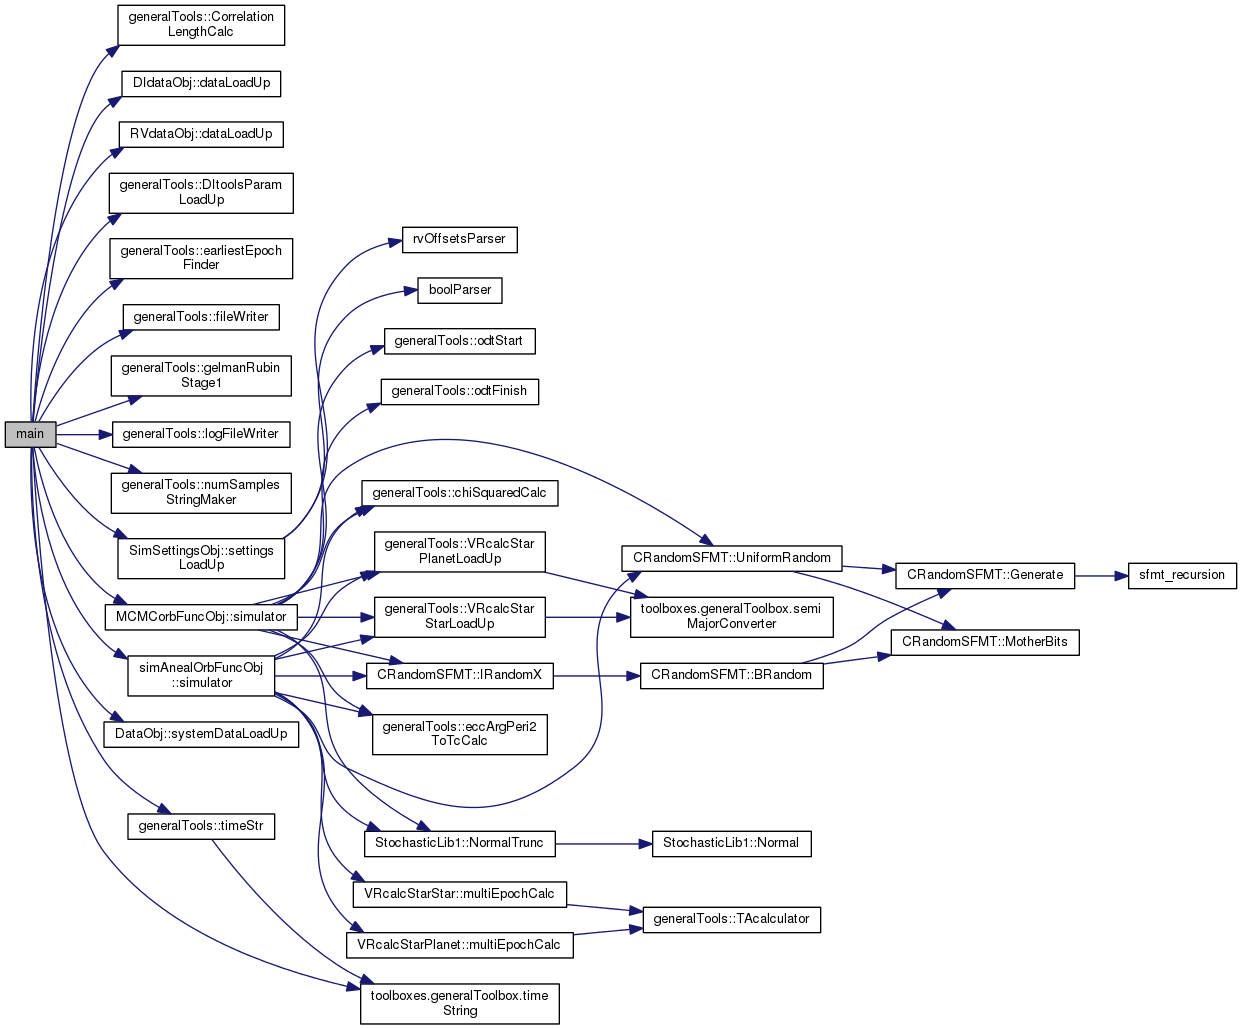 generalTools::Correlation
LengthCalc
DIdataObj::dataLoadUp
RVdataObj::dataLoadUp
generalTools::DItoolsParam
LoadUp
generalTools::earliestEpoch
Finder
generalTools::fileWriter
generalTools::gelmanRubin
Stage1
main
generalTools::logFileWriter
generalTools::numSamples
StringMaker
SimSettingsObj::settings
LoadUp
MCMCorbFuncObj::simulator
simAnealOrbFuncObj
::simulator
DataObj::systemDataLoadUp
generalTools::timeStr
rvOffsetsParser
boolParser
generalTools::odtStart
generalTools::odtFinish
generalTools::chiSquaredCalc
generalTools::VRcalcStar
PlanetLoadUp
generalTools::VRcalcStar
StarLoadUp
CRandomSFMT::IRandomX
generalTools::eccArgPeri2
ToTcCalc
StochasticLib1::NormalTrunc
VRcalcStarStar::multiEpochCalc
VRcalcStarPlanet::multiEpochCalc
toolboxes.generalToolbox.time
String
CRandomSFMT::UniformRandom
toolboxes.generalToolbox.semi
MajorConverter
CRandomSFMT::BRandom
StochasticLib1::Normal
generalTools::TAcalculator
CRandomSFMT::Generate
CRandomSFMT::MotherBits
sfmt_recursion